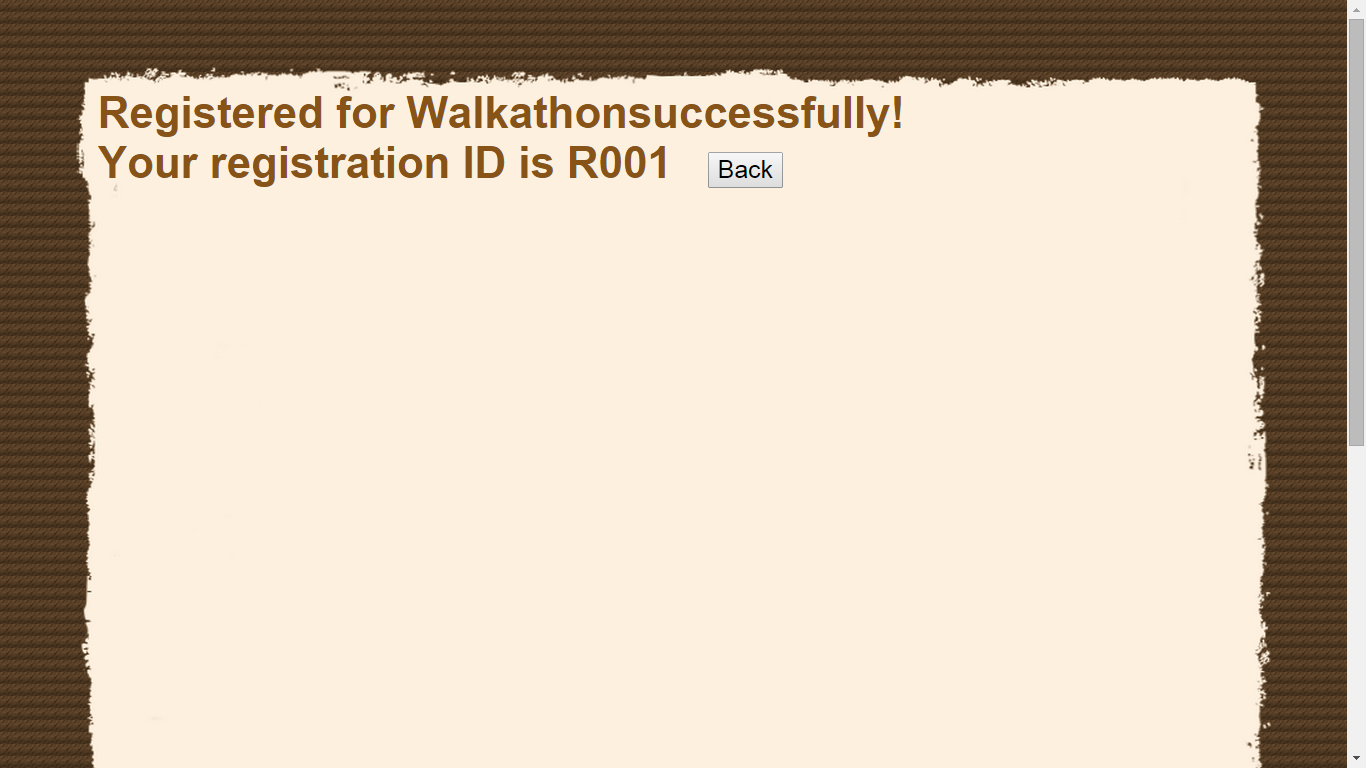 Registered for Walkathonsuccessfully!
Your registration ID is R001 Back